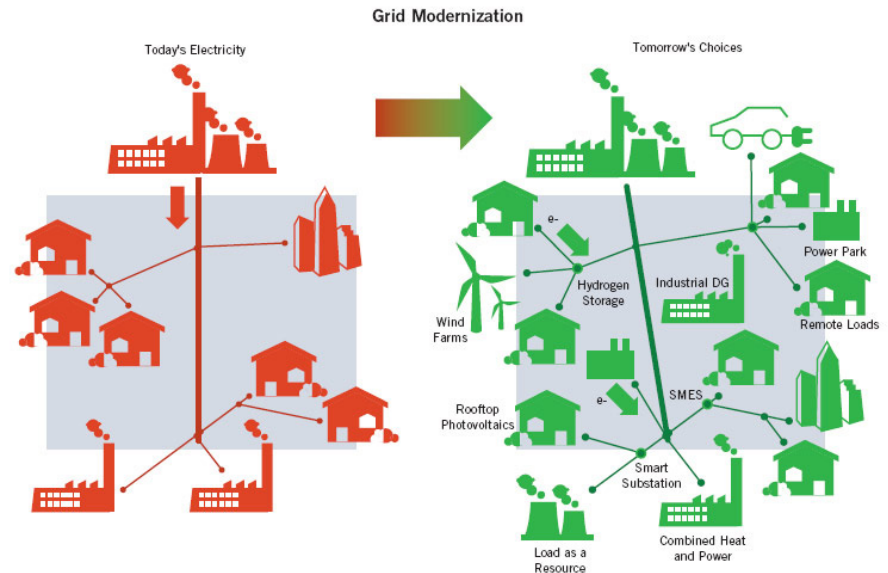 Grid Modernization
Today's Electricity
Tomorrow's Choices
e-
Power Park
Hydrogen
Storage
Industrial DG
Wind
Farms
Remote Loads
SMES
e-
Rooftop
Photovoltaics
Smart
Substation
Load as a
Resource
Combined Heat
and Power